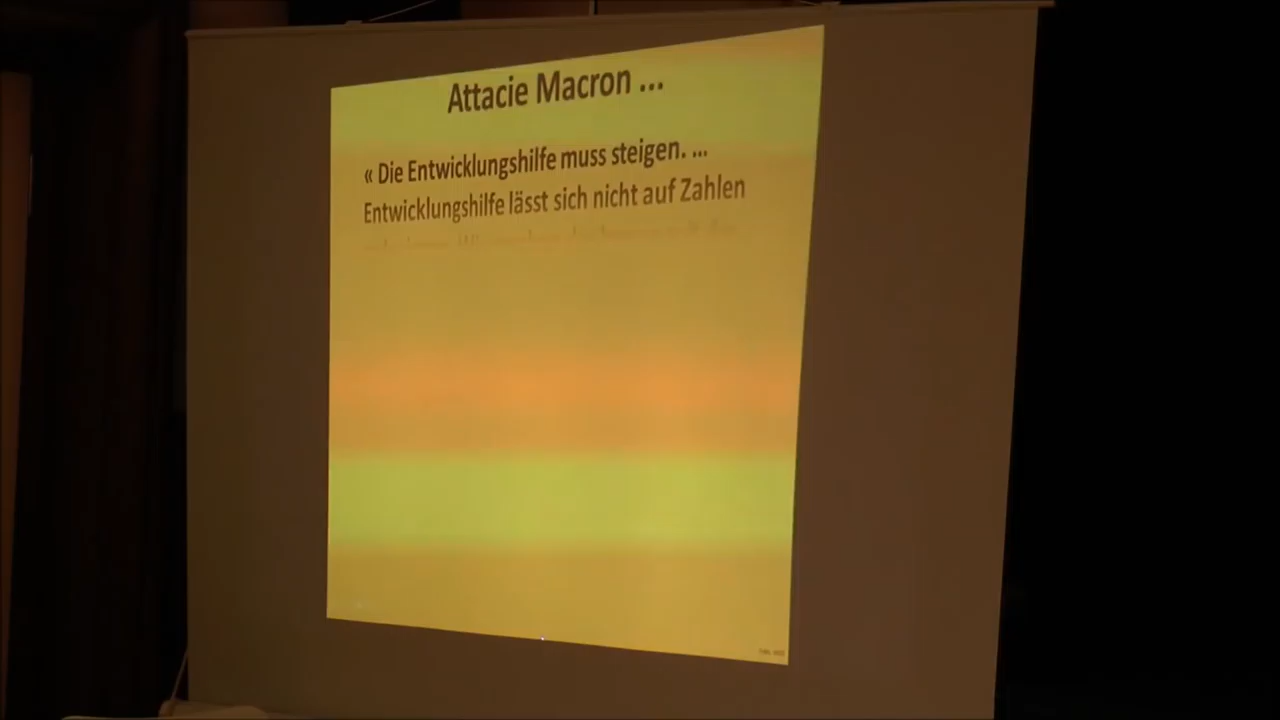 Attacie Macron ...
« Die Entwicklungshilfe muss steigen. ...
Entwicklungshilfe lässt sich nicht auf Zahlen